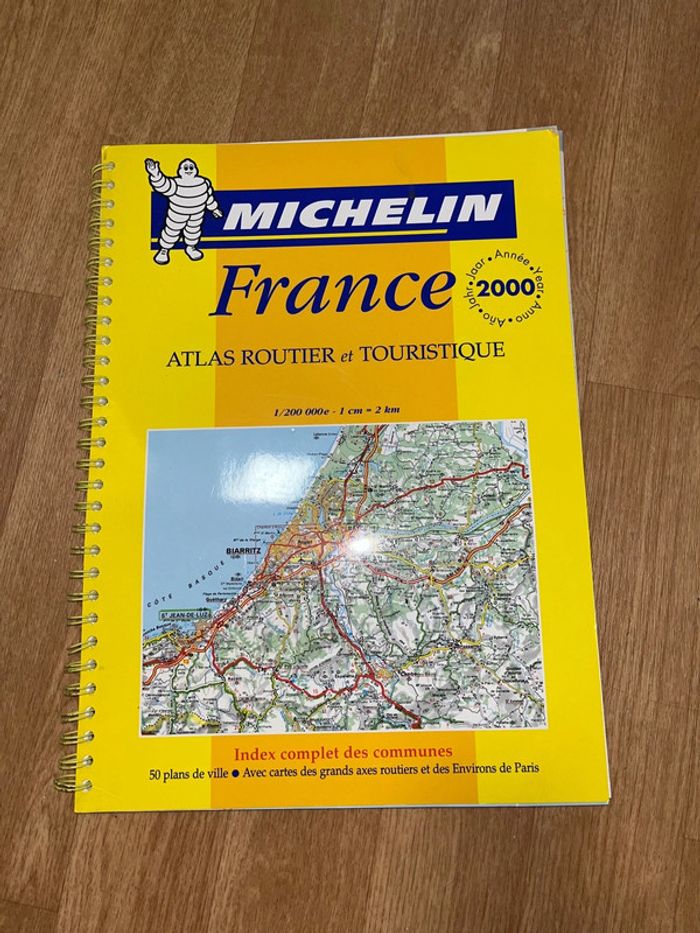 MICHELIN
France
Année • Year • Anno • Año • Jahr • Jaar •
2000
ATLAS ROUTIER et TOURISTIQUE
1/200 000e - 1 cm = 2 km
BIARRITZ
CÔTE BASQUE
Bidart
Guéthary
ST JEAN-DE-LUZ
Index complet des communes
50 plans de ville • Avec cartes des grands axes routiers et des Environs de Paris